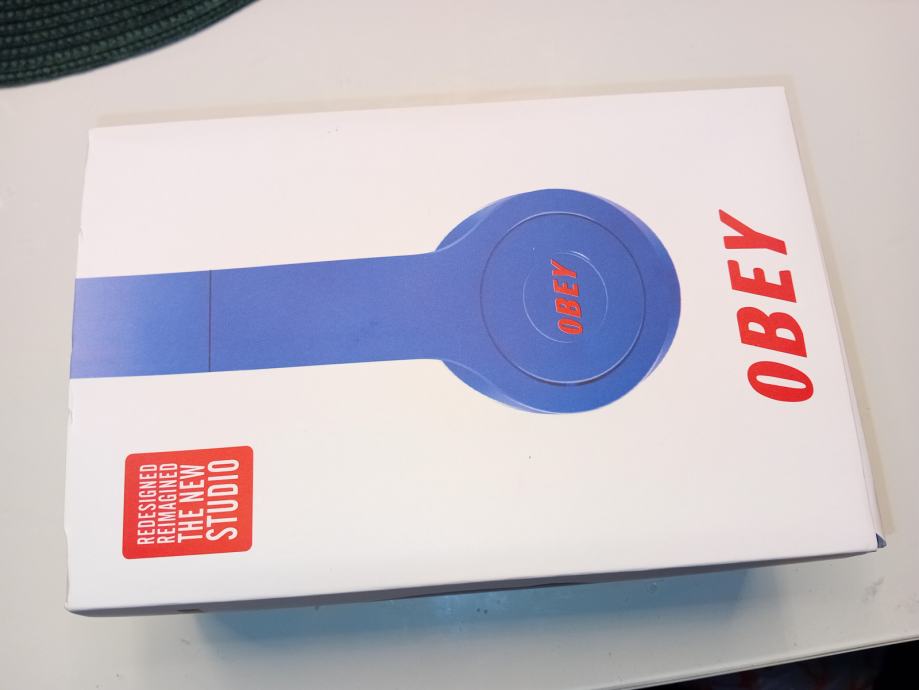 OBEY
OBEY
REDESIGNED
REIMAGINED
THE NEW
STUDIO